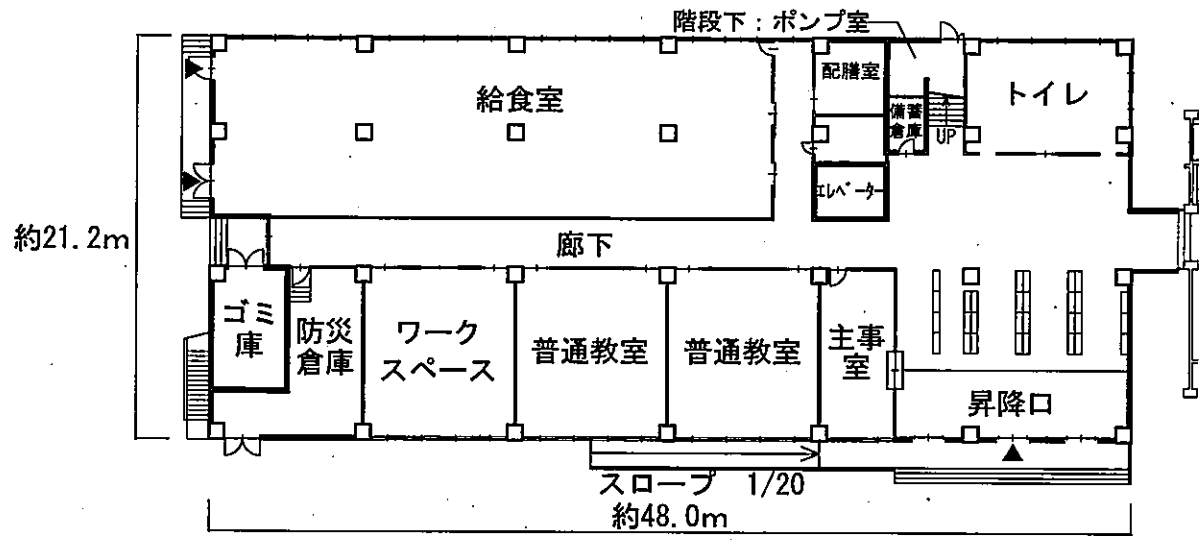 階段下：ポンプ室
配膳室
トイレ
給食室
備蓄
倉庫
UP
エレベーター
約21.2m
廊下
ゴミ
庫
防災
倉庫
ワーク
スペース
普通教室
普通教室
主事
室
昇降口
スロープ 1/20
約48.0m